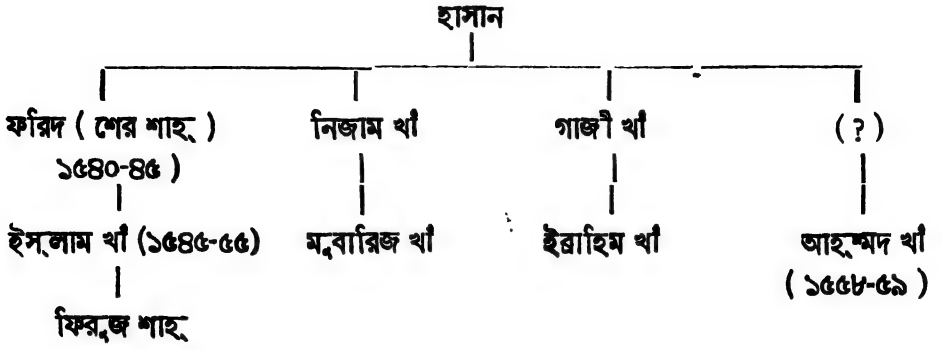 হাসান
ফরিদ ( শের শাহ্ ) নিজাম খাঁ গাজী খাঁ ( ? )
১৫৪০-৪৫ )
ইস্লাম খাঁ (১৫৪৫-৫৫) মুবারিজ খাঁ ইব্রাহিম খাঁ আহ্ম্মদ খাঁ
( ১৫৫৮-৫৯ )
ফিরুজ শাহ্